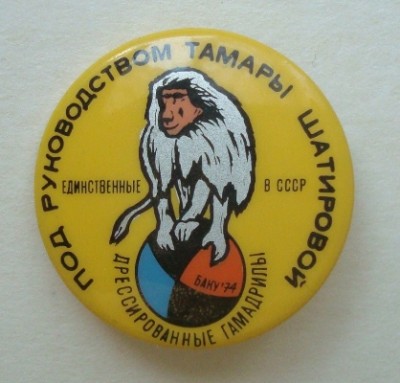 ПОД РУКОВОДСТВОМ ТАМАРЫ ШАТИРОВОЙ
ЕДИНСТВЕННЫЕ В СССР
ДРЕССИРОВАННЫЕ ГАМАДРИЛЫ
БАКУ '74